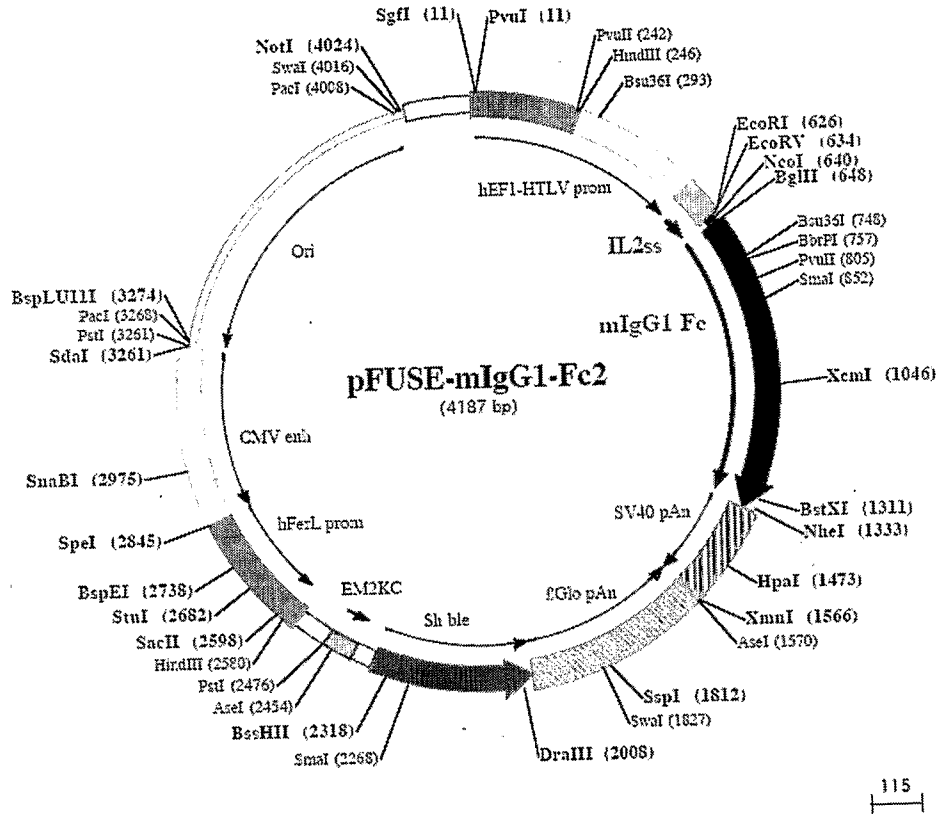 SgfI (11)
PvuI (11)
NotI (4024)
SwaI (4016)
PacI (4008)
PvuII (242)
HindIII (246)
Bsu36I (293)
EcoRI (626)
EcoRV (634)
NcoI (640)
BglII (648)
hEF1-HTLV prom
IL2ss
Bsu36I (748)
BbrPI (757)
PvuII (805)
SmaI (852)
Ori
mIgG1 Fc
BspLU11I (3274)
PacI (3268)
PstI (3261)
SdaI (3261)
pFUSE-mIgG1-Fc2
(4187 bp)
XcmI (1046)
CMV enh
SnaBI (2975)
SV40 pAn
BstXI (1311)
NheI (1333)
hFerL prom
SpeI (2845)
HpaI (1473)
BspEI (2738)
EM2KC
StuI (2682)
Sh ble
XmnI (1566)
SacII (2598)
AseI (1570)
HindIII (2580)
PstI (2476)
SspI (1812)
AseI (2454)
SwaI (1827)
BssHII (2318)
SmaI (2268)
DraIII (2008)
115